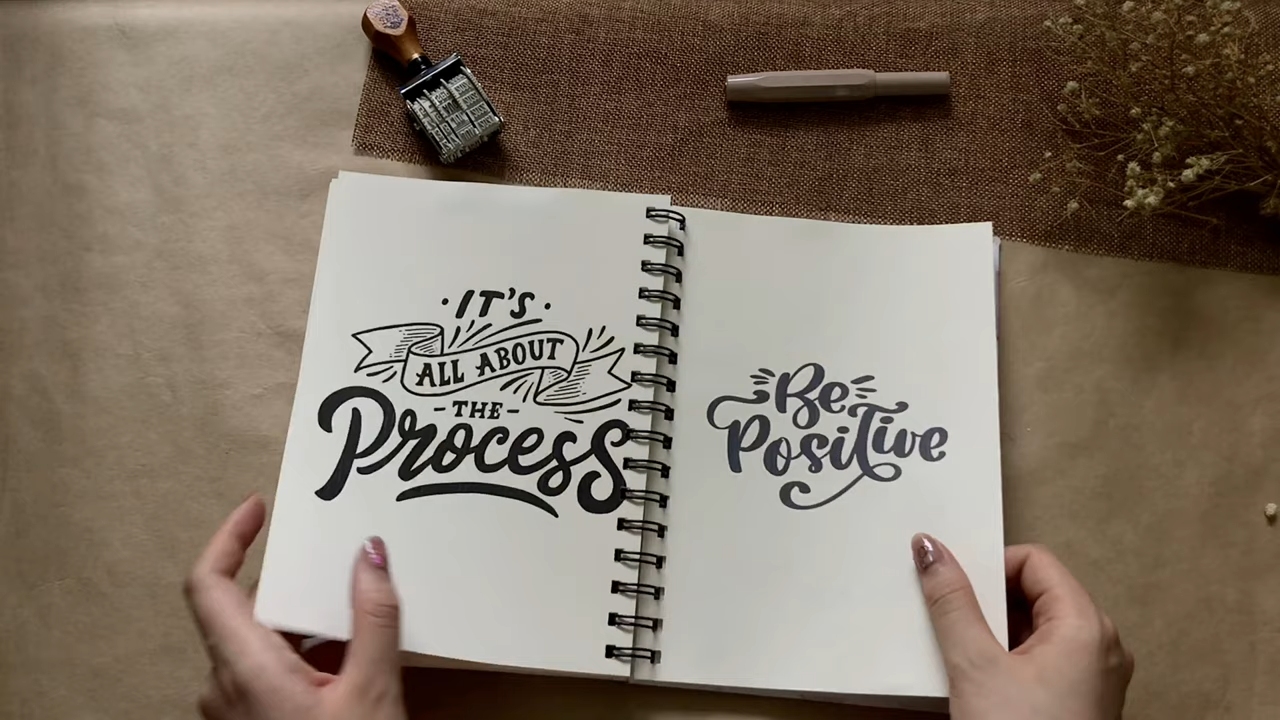 ·IT'S·
ALL ABOUT
-THE-
Process
Be
Positive